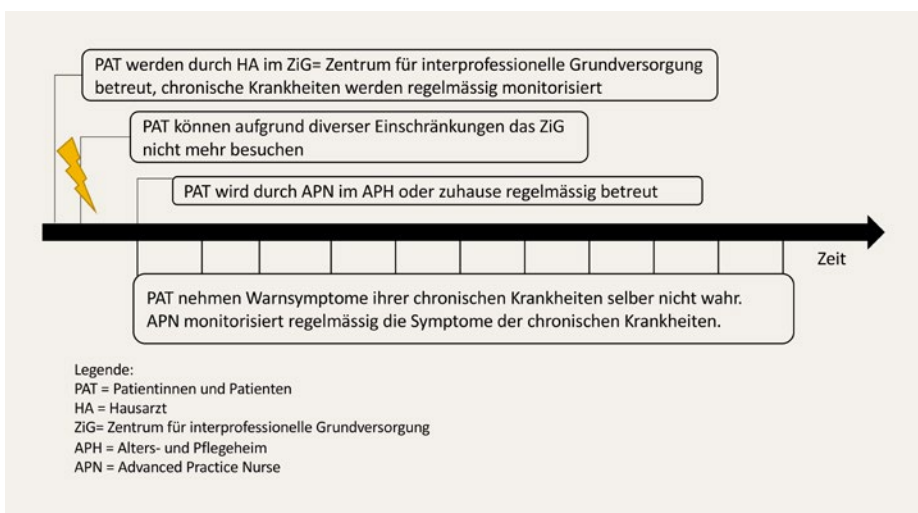 PAT werden durch HA im ZiG= Zentrum für interprofessionelle Grundversorgung
betreut, chronische Krankheiten werden regelmässig monitorisiert
PAT können aufgrund diverser Einschränkungen das ZiG
nicht mehr besuchen
PAT wird durch APN im APH oder zuhause regelmässig betreut
Zeit
PAT nehmen Warnsymptome ihrer chronischen Krankheiten selber nicht wahr.
APN monitorisiert regelmässig die Symptome der chronischen Krankheiten.
Legende:
PAT = Patientinnen und Patienten
HA = Hausarzt
ZiG= Zentrum für interprofessionelle Grundversorgung
APH = Alters- und Pflegeheim
APN = Advanced Practice Nurse